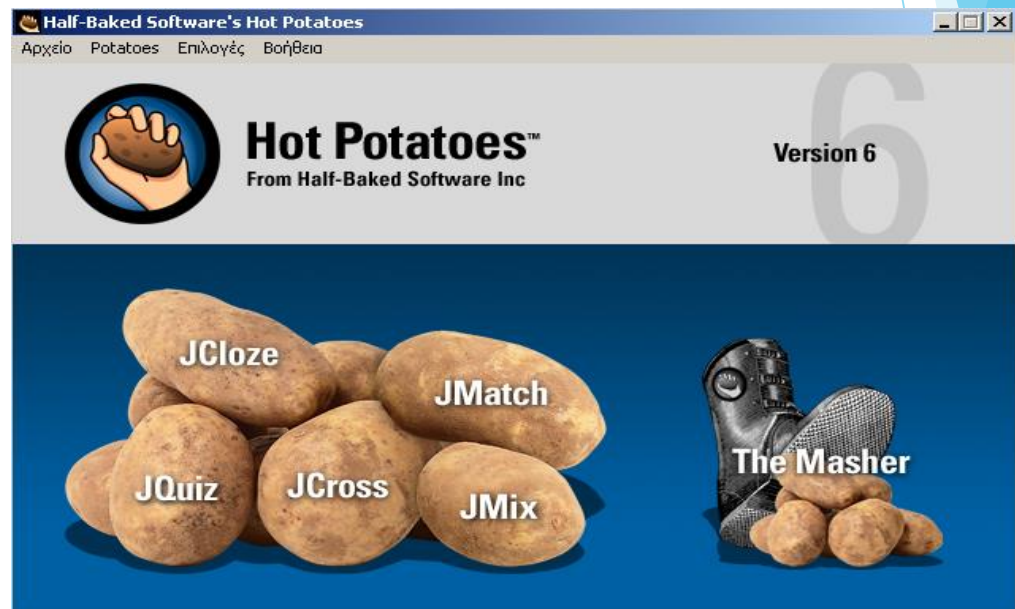 Half-Baked Software's Hot Potatoes
Αρχείο Potatoes Επιλογές Βοήθεια
Hot Potatoes™
From Half-Baked Software Inc
6
Version 6
JCloze
JMatch
JQuiz
JCross
JMix
The Masher